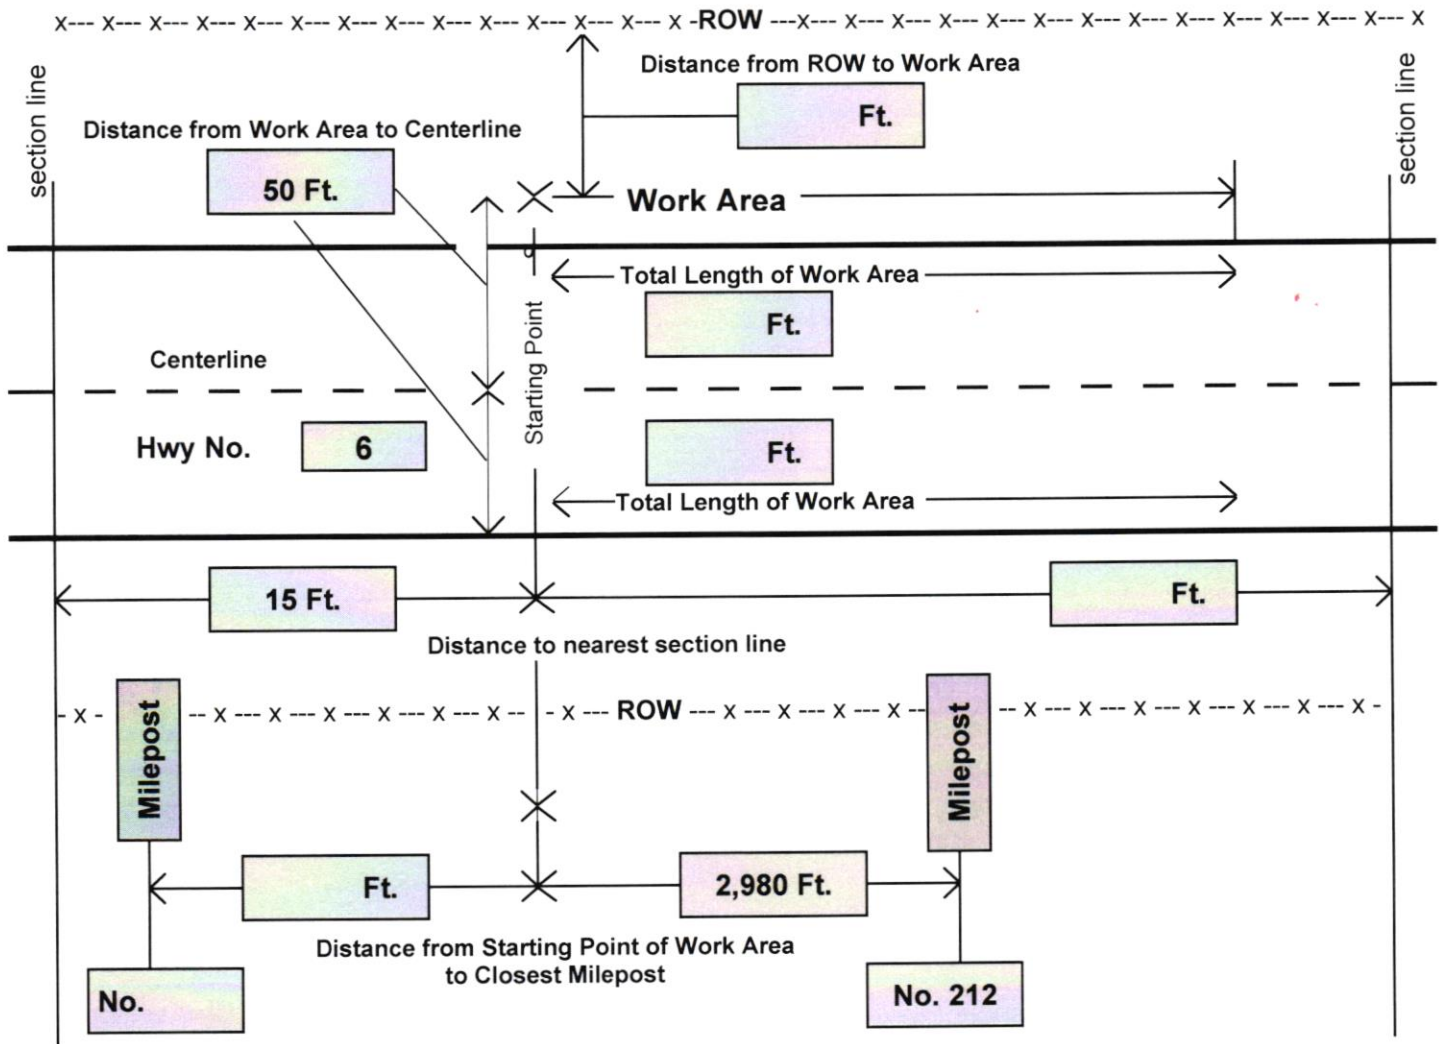 X--- X--- X--- X--- X--- X--- X--- X--- X--- X--- X--- X--- X--- X -ROW ---X--- X--- X--- X--- X--- X--- X--- X--- X--- X--- X--- X--- X--- X
section line
section line
Distance from ROW to Work Area
Ft.
Distance from Work Area to Centerline
50 Ft.
Work Area
Total Length of Work Area
Ft.
Starting Point
Centerline
Hwy No.
6
Ft.
Total Length of Work Area
15 Ft.
Ft.
Distance to nearest section line
- X - -- X --- X --- X --- X --- X --- X -- - X --- ROW --- X --- X --- X --- X -- -- X --- X --- X --- X --- X --- X --- X -
Milepost
Milepost
Ft.
2,980 Ft.
Distance from Starting Point of Work Area
to Closest Milepost
No.
No. 212